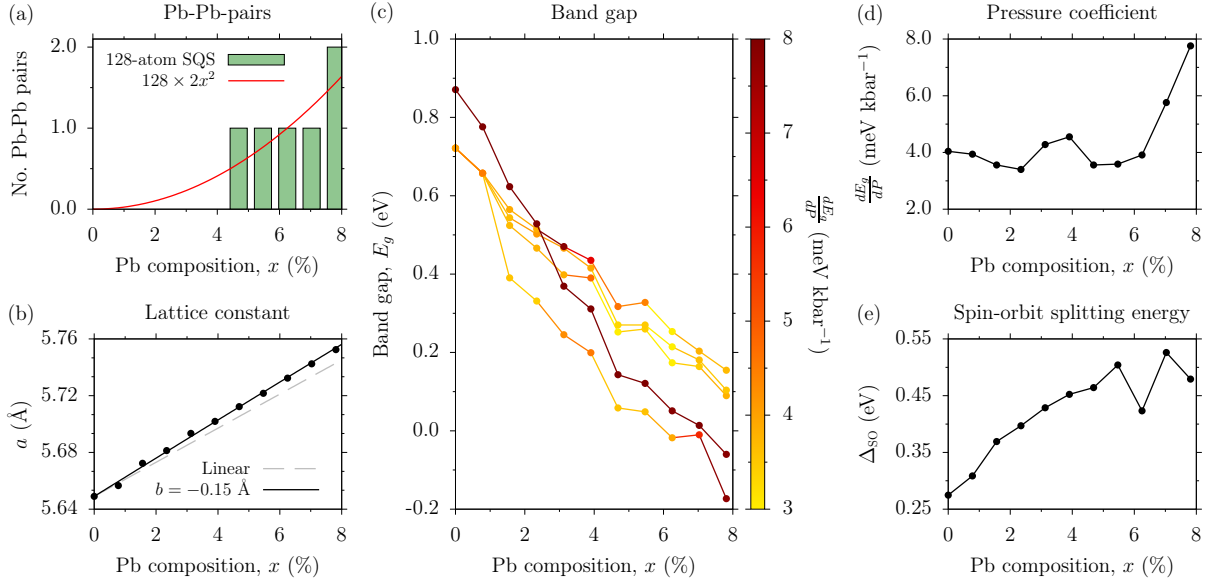 (a) Pb-Pb-pairs
No. Pb-Pb pairs
2.0
1.0
0.0
128-atom SQS
128 × 2x²
0 2 4 6 8
Pb composition, x (%)
(b) Lattice constant
a (Å)
5.76
5.72
5.68
5.64
Linear
b = −0.15 Å
0 2 4 6 8
Pb composition, x (%)
(c) Band gap
Band gap, E_g (eV)
1.0
0.8
0.6
0.4
0.2
0.0
-0.2
0 2 4 6 8
Pb composition, x (%)
8
7
6
5
4
3
dE_g/dP (meV kbar⁻¹)
(d) Pressure coefficient
dE_g/dP (meV kbar⁻¹)
8.0
6.0
4.0
2.0
0 2 4 6 8
Pb composition, x (%)
(e) Spin-orbit splitting energy
Δ_SO (eV)
0.55
0.45
0.35
0.25
0 2 4 6 8
Pb composition, x (%)